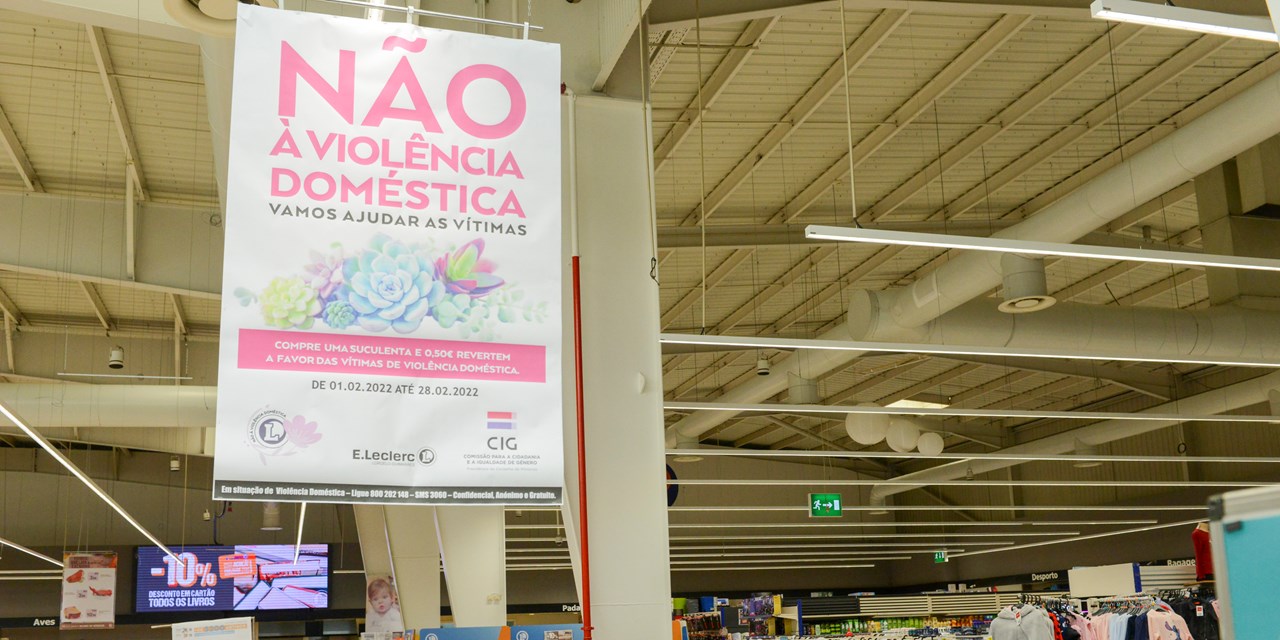 NÃO
À VIOLÊNCIA
DOMÉSTICA
VAMOS AJUDAR AS VÍTIMAS
COMPRE UMA SUCULENTA E 0,50€ REVERTEM
A FAVOR DAS VÍTIMAS DE VIOLÊNCIA DOMÉSTICA.
DE 01.02.2022 ATÉ 28.02.2022
L
E.Leclerc L
CIG
COMISSÃO PARA A CIDADANIA
E A IGUALDADE DE GÉNERO
Em situação de Violência Doméstica – Ligue 800 202 148 – SMS 3060 – Confidencial, Anónimo e Gratuito.
-10%
DESCONTO EM CARTÃO
TODOS OS LIVROS
Aves
Pada
Desporto
Bagage